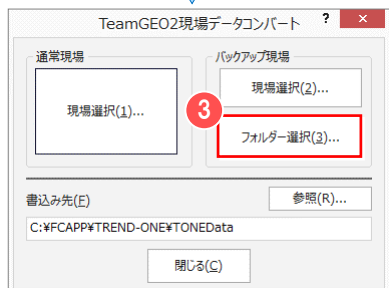 TeamGEO2現場データコンバート ? ×
通常現場
現場選択(1)...
バックアップ現場
現場選択(2)...
3
フォルダー選択(3)...
書込み先(F)
参照(R)...
C:¥FCAPP¥TREND-ONE¥TONEData
閉じる(C)